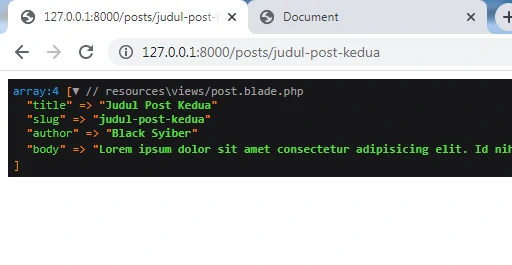 127.0.0.1:8000/posts/judul-post-
Document
127.0.0.1:8000/posts/judul-post-kedua
array:4 [▼ // resources\views/post.blade.php
"title" => "Judul Post Kedua"
"slug" => "judul-post-kedua"
"author" => "Black Syiber"
"body" => "Lorem ipsum dolor sit amet consectetur adipisicing elit. Id nih
]